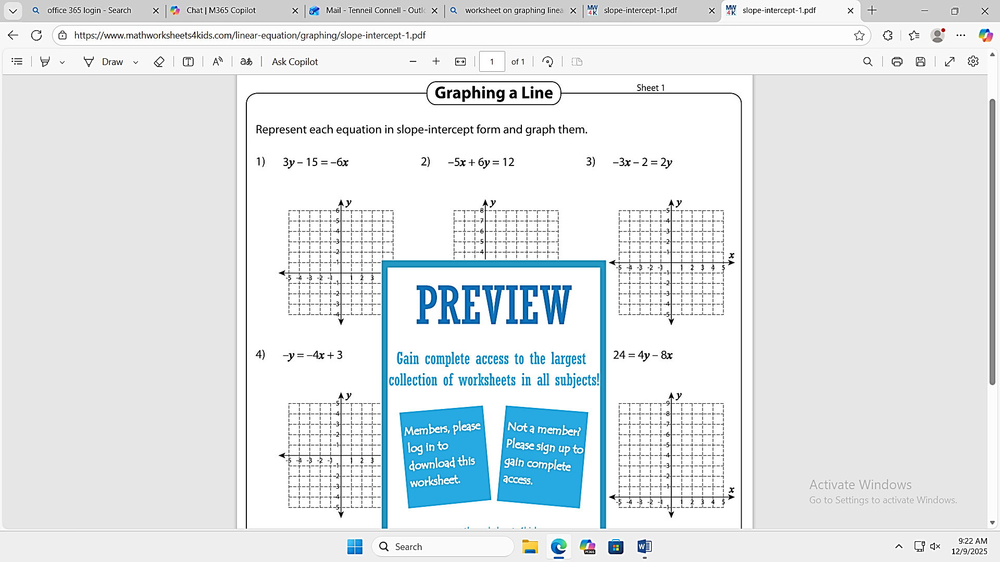 office 365 login - Search
Chat | M365 Copilot
Mail - Tenneil Connell - Outlo
worksheet on graphing linea
slope-intercept-1.pdf
slope-intercept-1.pdf
https://www.mathworksheets4kids.com/linear-equation/graphing/slope-intercept-1.pdf
Draw
Ask Copilot
1
of 1
Sheet 1
Graphing a Line
Represent each equation in slope-intercept form and graph them.
1) 3y – 15 = –6x
2) –5x + 6y = 12
3) –3x – 2 = 2y
y
6
5
4
3
2
1
-5 -4 -3 -2 -1 1 2 3
-1
-2
-3
-4
y
8
7
6
5
4
y
5
4
3
2
1
x
-5 -4 -3 -2 -1 1 2 3 4 5
-1
-2
-3
-4
-5
PREVIEW
Gain complete access to the largest
collection of worksheets in all subjects!
Members, please
log in to
download this
worksheet.
Not a member?
Please sign up to
gain complete
access.
4) –y = –4x + 3
24 = 4y – 8x
y
5
4
3
2
1
-5 -4 -3 -2 -1 1 2 3
-1
-2
-3
-4
-5
y
9
8
7
6
5
4
3
2
1
x
-5 -4 -3 -2 -1 1 2 3 4 5
-1
Activate Windows
Go to Settings to activate Windows.
Search
M365
9:22 AM
12/9/2025